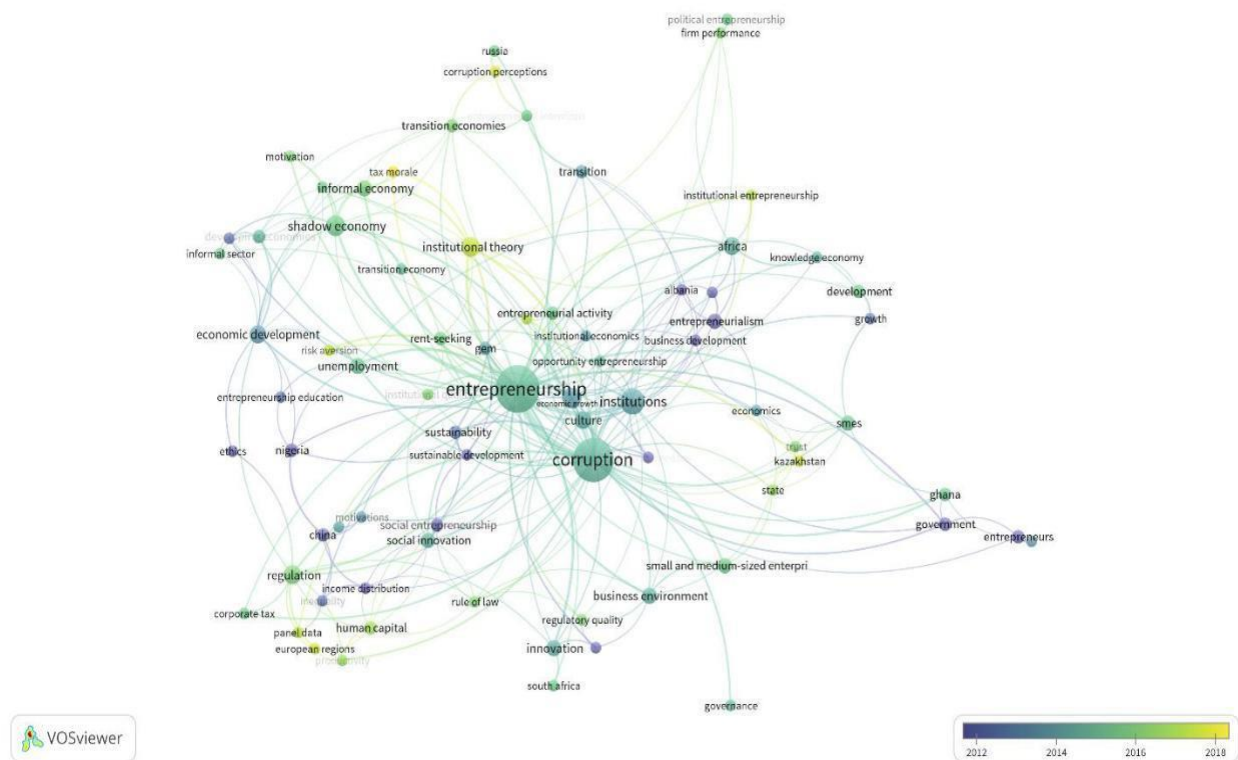 political entrepreneurship
firm performance
russia
corruption perceptions
transition economies
motivation
tax morale
transition
informal economy
institutional entrepreneurship
shadow economy
institutional theory
africa
informal sector
knowledge economy
transition economy
albania
development
entrepreneurial activity
entrepreneurialism
growth
economic development
rent-seeking
institutional economics
business development
risk aversion
gem
unemployment
opportunity entrepreneurship
entrepreneurship
entrepreneurship education
economic growth
institutions
economics
culture
smes
sustainability
trust
ethics
nigeria
sustainable development
corruption
kazakhstan
state
ghana
motivations
social entrepreneurship
government
china
social innovation
entrepreneurs
regulation
small and medium-sized enterpri
income distribution
business environment
inequality
rule of law
corporate tax
regulatory quality
panel data
human capital
european regions
innovation
productivity
south africa
governance
VOSviewer
2012 2014 2016 2018